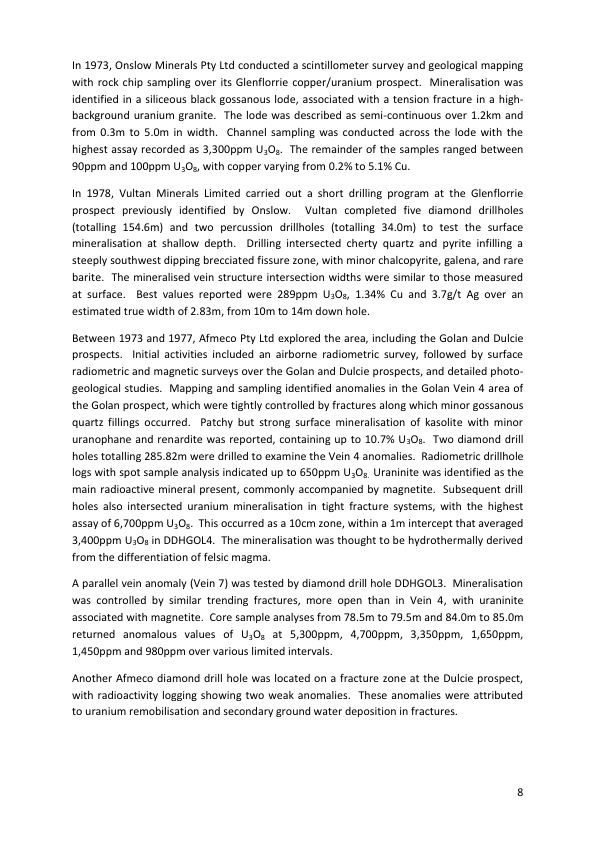 In 1973, Onslow Minerals Pty Ltd conducted a scintillometer survey and geological mapping
with rock chip sampling over its Glenflorrie copper/uranium prospect. Mineralisation was
identified in a siliceous black gossanous lode, associated with a tension fracture in a high-
background uranium granite. The lode was described as semi-continuous over 1.2km and
from 0.3m to 5.0m in width. Channel sampling was conducted across the lode with the
highest assay recorded as 3,300ppm U₃O₈. The remainder of the samples ranged between
90ppm and 100ppm U₃O₈, with copper varying from 0.2% to 5.1% Cu.
In 1978, Vultan Minerals Limited carried out a short drilling program at the Glenflorrie
prospect previously identified by Onslow. Vultan completed five diamond drillholes
(totalling 154.6m) and two percussion drillholes (totalling 34.0m) to test the surface
mineralisation at shallow depth. Drilling intersected cherty quartz and pyrite infilling a
steeply southwest dipping brecciated fissure zone, with minor chalcopyrite, galena, and rare
barite. The mineralised vein structure intersection widths were similar to those measured
at surface. Best values reported were 289ppm U₃O₈, 1.34% Cu and 3.7g/t Ag over an
estimated true width of 2.83m, from 10m to 14m down hole.
Between 1973 and 1977, Afmeco Pty Ltd explored the area, including the Golan and Dulcie
prospects. Initial activities included an airborne radiometric survey, followed by surface
radiometric and magnetic surveys over the Golan and Dulcie prospects, and detailed photo-
geological studies. Mapping and sampling identified anomalies in the Golan Vein 4 area of
the Golan prospect, which were tightly controlled by fractures along which minor gossanous
quartz fillings occurred. Patchy but strong surface mineralisation of kasolite with minor
uranophane and renardite was reported, containing up to 10.7% U₃O₈. Two diamond drill
holes totalling 285.82m were drilled to examine the Vein 4 anomalies. Radiometric drillhole
logs with spot sample analysis indicated up to 650ppm U₃O₈. Uraninite was identified as the
main radioactive mineral present, commonly accompanied by magnetite. Subsequent drill
holes also intersected uranium mineralisation in tight fracture systems, with the highest
assay of 6,700ppm U₃O₈. This occurred as a 10cm zone, within a 1m intercept that averaged
3,400ppm U₃O₈ in DDHGOL4. The mineralisation was thought to be hydrothermally derived
from the differentiation of felsic magma.
A parallel vein anomaly (Vein 7) was tested by diamond drill hole DDHGOL3. Mineralisation
was controlled by similar trending fractures, more open than in Vein 4, with uraninite
associated with magnetite. Core sample analyses from 78.5m to 79.5m and 84.0m to 85.0m
returned anomalous values of U₃O₈ at 5,300ppm, 4,700ppm, 3,350ppm, 1,650ppm,
1,450ppm and 980ppm over various limited intervals.
Another Afmeco diamond drill hole was located on a fracture zone at the Dulcie prospect,
with radioactivity logging showing two weak anomalies. These anomalies were attributed
to uranium remobilisation and secondary ground water deposition in fractures.
8